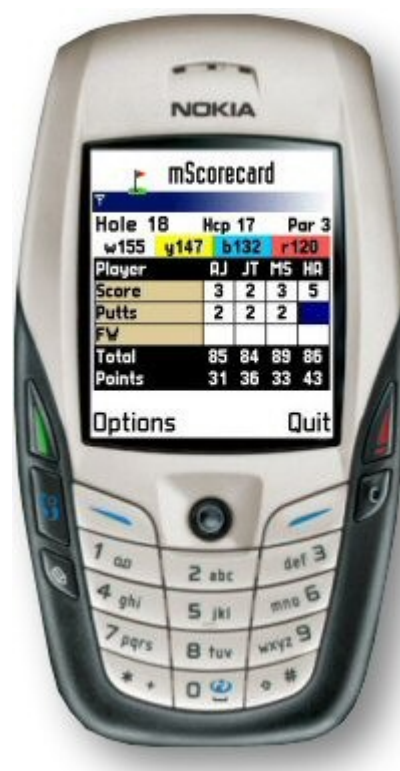 NOKIA
mScorecard
Hole 18 Hcp 17 Par 3
w155 y147 b132 r120
Player AJ JT MS HA
Score 3 2 3 5
Putts 2 2 2
FW
Total 85 84 89 86
Points 31 36 33 43
Options Quit
1 2 abc def 3
4 ghi 5 jkl mno 6
7 pqrs 8 tuv wxyz 9
* + 0 #